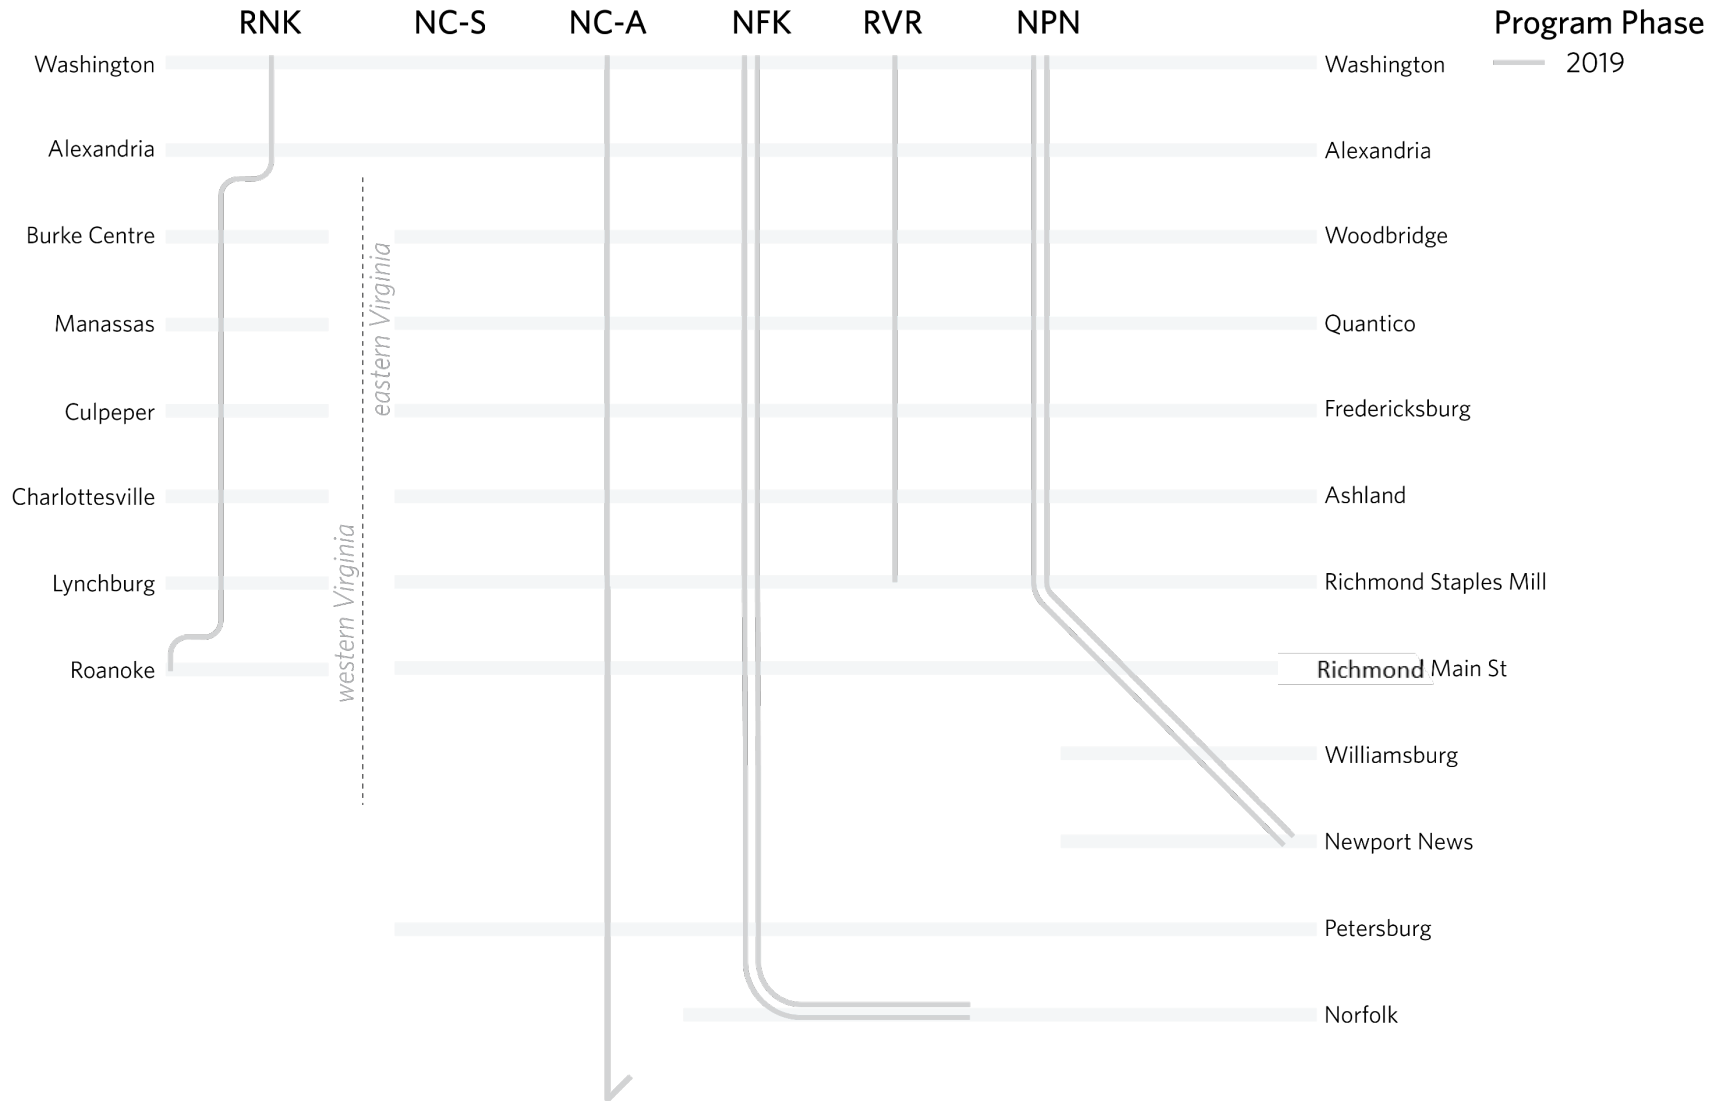 RNK NC-S NC-A NFK RVR NPN Program Phase
2019
Washington Washington
Alexandria Alexandria
Burke Centre Woodbridge
Manassas Quantico
Culpeper Fredericksburg
Charlottesville Ashland
Lynchburg Richmond Staples Mill
Roanoke Richmond Main St
eastern Virginia
western Virginia
Williamsburg
Newport News
Petersburg
Norfolk